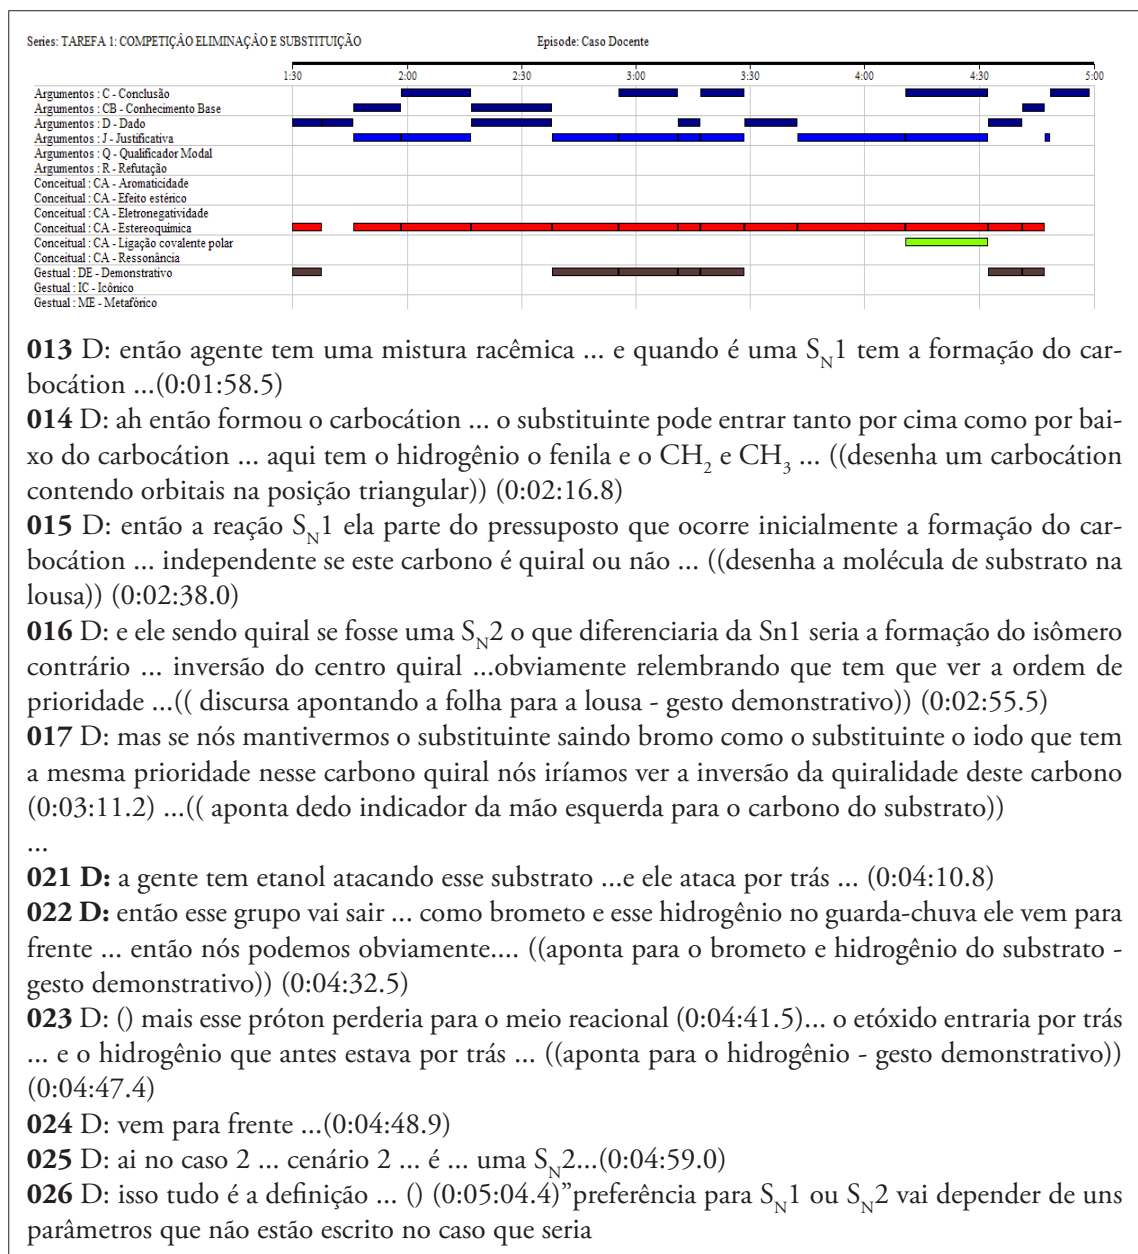 Series: TAREFA 1: COMPETIÇÃO ELIMINAÇÃO E SUBSTITUIÇÃO Episode: Caso Docente
1:30 2:00 2:30 3:00 3:30 4:00 4:30 5:00
Argumentos : C - Conclusão
Argumentos : CB - Conhecimento Base
Argumentos : D - Dado
Argumentos : J - Justificativa
Argumentos : Q - Qualificador Modal
Argumentos : R - Refutação
Conceitual : CA - Aromaticidade
Conceitual : CA - Efeito estérico
Conceitual : CA - Eletronegatividade
Conceitual : CA - Estereoquimica
Conceitual : CA - Ligação covalente polar
Conceitual : CA - Ressonância
Gestual : DE - Demonstrativo
Gestual : IC - Icônico
Gestual : ME - Metafórico
013 D: então agente tem uma mistura racêmica ... e quando é uma SN1 tem a formação do car-
bocátion ...(0:01:58.5)
014 D: ah então formou o carbocátion ... o substituinte pode entrar tanto por cima como por bai-
xo do carbocátion ... aqui tem o hidrogênio o fenila e o CH2 e CH3 ... ((desenha um carbocátion
contendo orbitais na posição triangular)) (0:02:16.8)
015 D: então a reação SN1 ela parte do pressuposto que ocorre inicialmente a formação do car-
bocátion ... independente se este carbono é quiral ou não ... ((desenha a molécula de substrato na
lousa)) (0:02:38.0)
016 D: e ele sendo quiral se fosse uma SN2 o que diferenciaria da Sn1 seria a formação do isômero
contrário ... inversão do centro quiral ...obviamente relembrando que tem que ver a ordem de
prioridade ...(( discursa apontando a folha para a lousa - gesto demonstrativo)) (0:02:55.5)
017 D: mas se nós mantivermos o substituinte saindo bromo como o substituinte o iodo que tem
a mesma prioridade nesse carbono quiral nós iríamos ver a inversão da quiralidade deste carbono
(0:03:11.2) ...(( aponta dedo indicador da mão esquerda para o carbono do substrato))
...
021 D: a gente tem etanol atacando esse substrato ...e ele ataca por trás ... (0:04:10.8)
022 D: então esse grupo vai sair ... como brometo e esse hidrogênio no guarda-chuva ele vem para
frente ... então nós podemos obviamente.... ((aponta para o brometo e hidrogênio do substrato -
gesto demonstrativo)) (0:04:32.5)
023 D: () mais esse próton perderia para o meio reacional (0:04:41.5)... o etóxido entraria por trás
... e o hidrogênio que antes estava por trás ... ((aponta para o hidrogênio - gesto demonstrativo))
(0:04:47.4)
024 D: vem para frente ...(0:04:48.9)
025 D: ai no caso 2 ... cenário 2 ... é ... uma SN2...(0:04:59.0)
026 D: isso tudo é a definição ... () (0:05:04.4)”preferência para SN1 ou SN2 vai depender de uns
parâmetros que não estão escrito no caso que seria